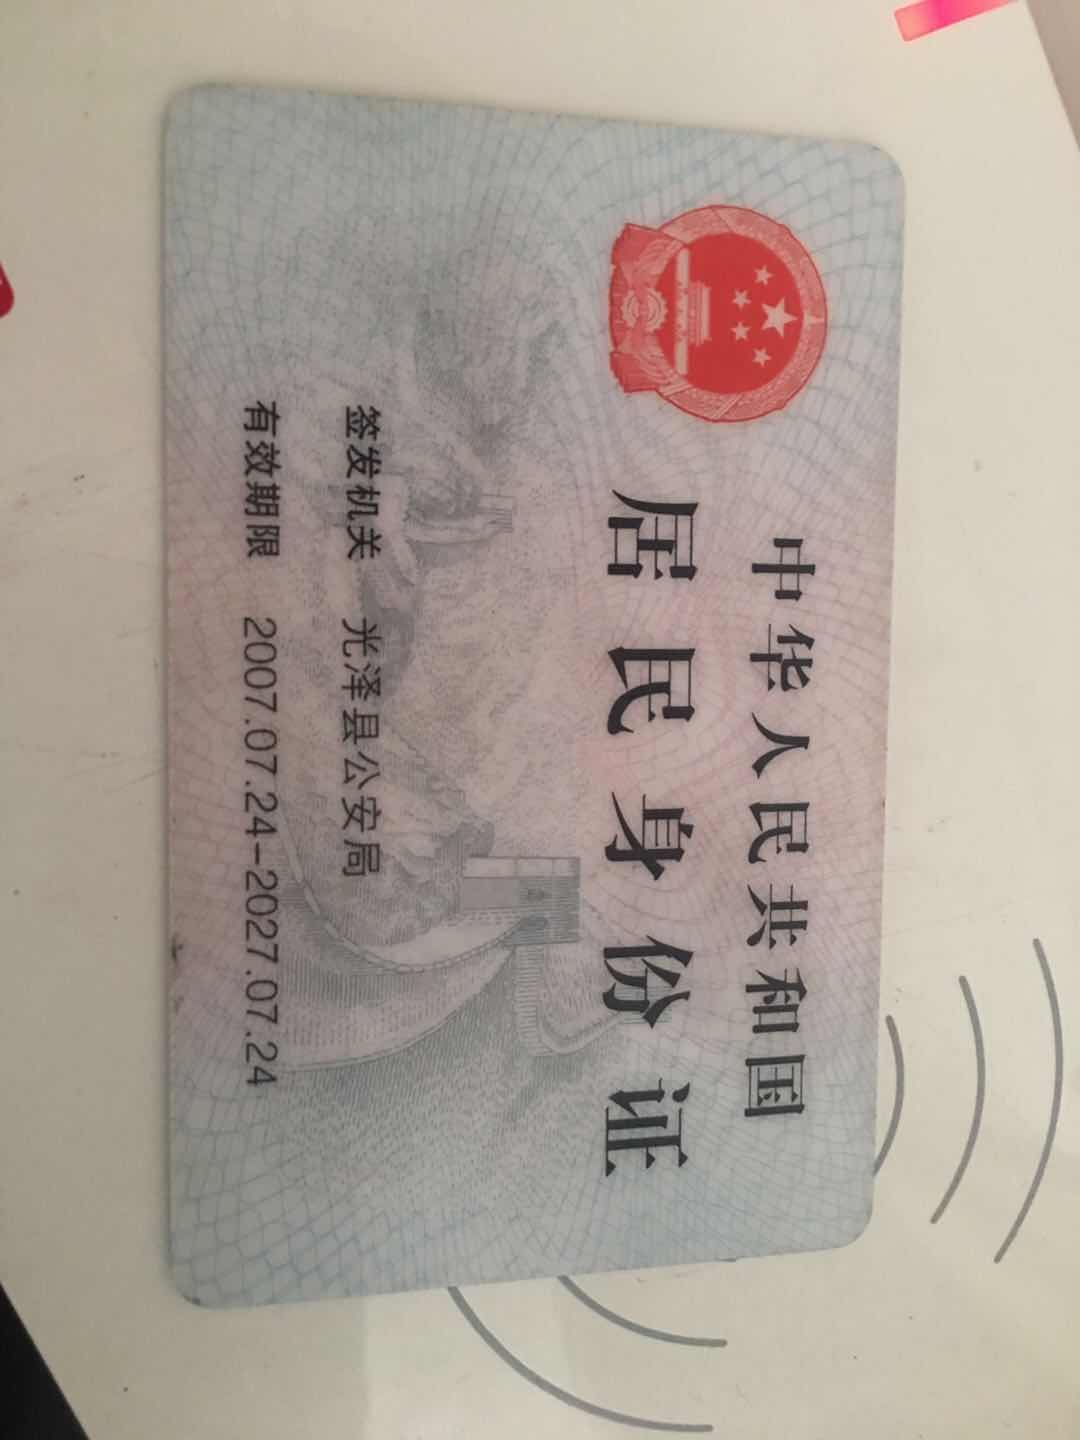 中华人民共和国
居民身份证
签发机关 光泽县公安局
有效期限 2007.07.24-2027.07.24